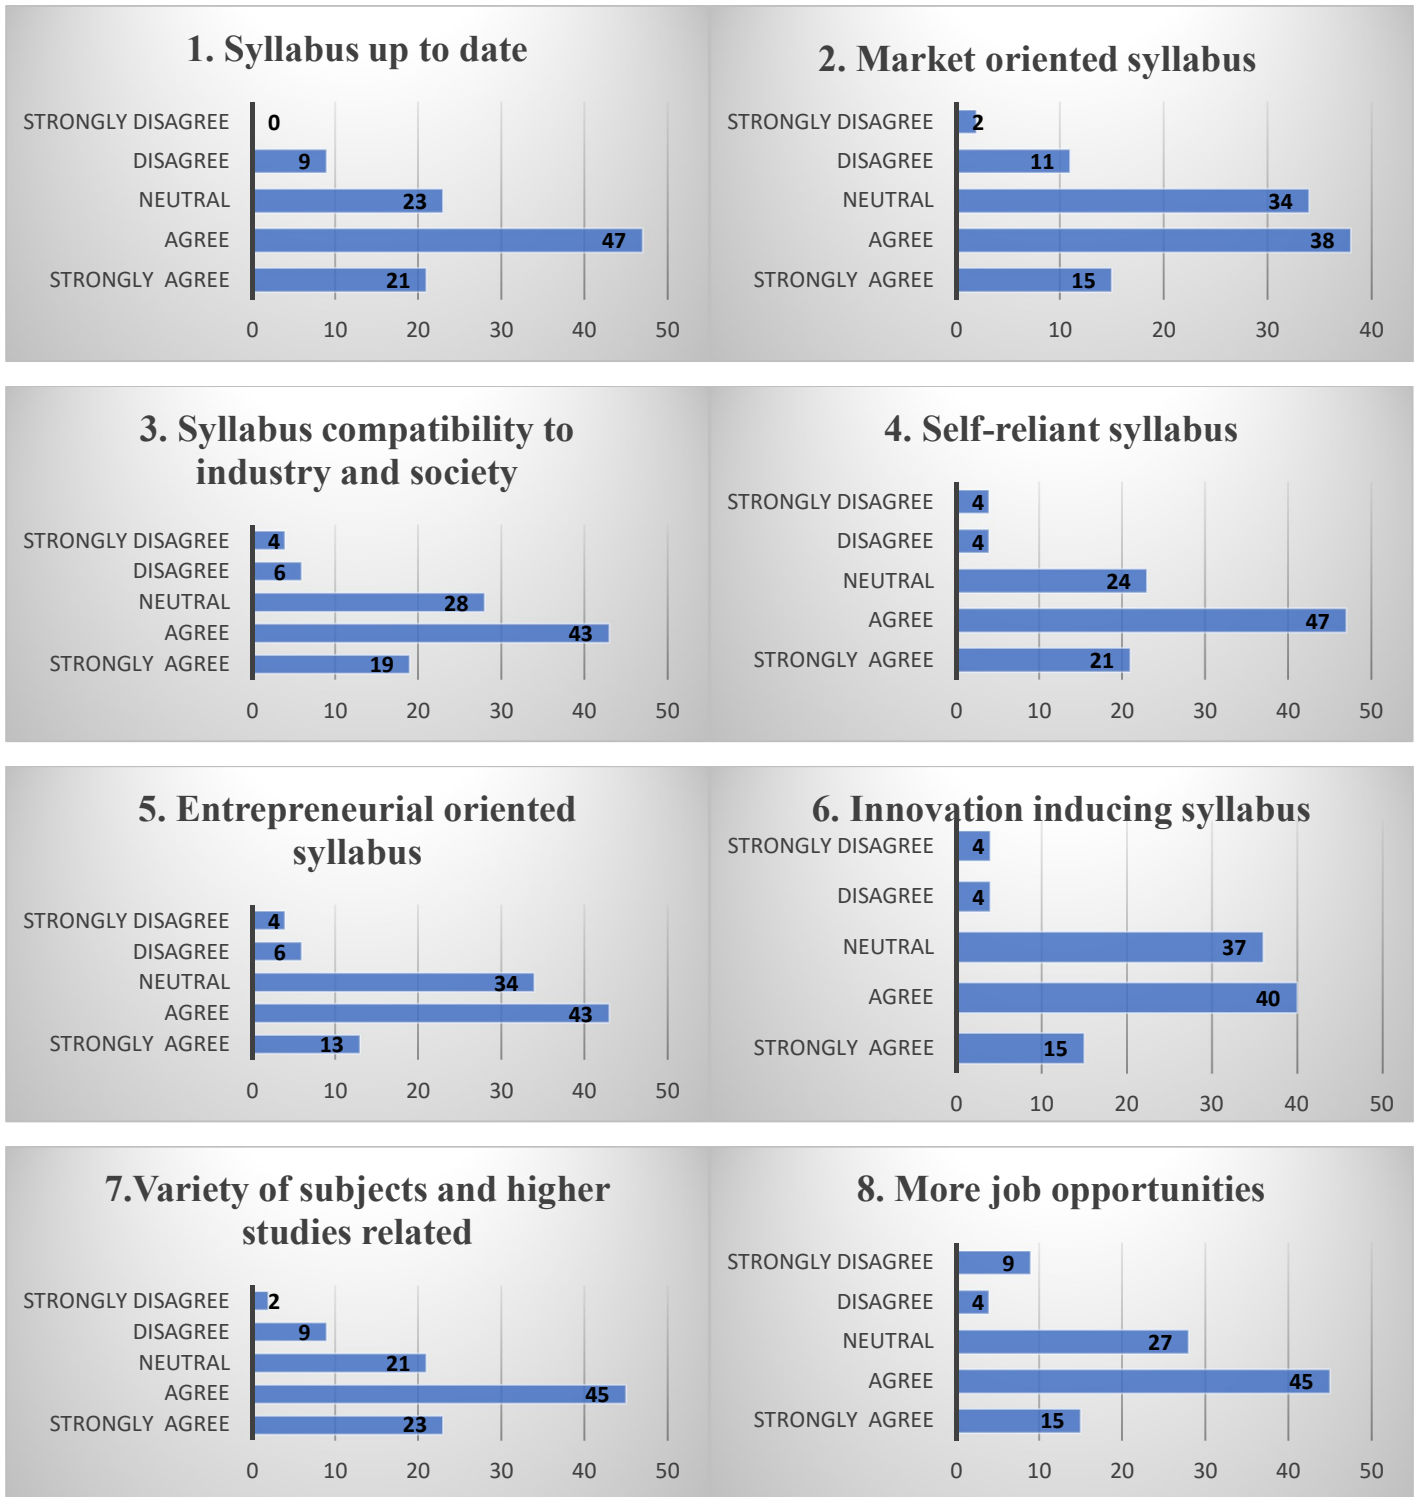 1. Syllabus up to date
STRONGLY DISAGREE 0
DISAGREE 9
NEUTRAL 23
AGREE 47
STRONGLY AGREE 21
0 10 20 30 40 50
2. Market oriented syllabus
STRONGLY DISAGREE 2
DISAGREE 11
NEUTRAL 34
AGREE 38
STRONGLY AGREE 15
0 10 20 30 40
3. Syllabus compatibility to
industry and society
STRONGLY DISAGREE 4
DISAGREE 6
NEUTRAL 28
AGREE 43
STRONGLY AGREE 19
0 10 20 30 40 50
4. Self-reliant syllabus
STRONGLY DISAGREE 4
DISAGREE 4
NEUTRAL 24
AGREE 47
STRONGLY AGREE 21
0 10 20 30 40 50
5. Entrepreneurial oriented
syllabus
STRONGLY DISAGREE 4
DISAGREE 6
NEUTRAL 34
AGREE 43
STRONGLY AGREE 13
0 10 20 30 40 50
6. Innovation inducing syllabus
STRONGLY DISAGREE 4
DISAGREE 4
NEUTRAL 37
AGREE 40
STRONGLY AGREE 15
0 10 20 30 40 50
7.Variety of subjects and higher
studies related
STRONGLY DISAGREE 2
DISAGREE 9
NEUTRAL 21
AGREE 45
STRONGLY AGREE 23
0 10 20 30 40 50
8. More job opportunities
STRONGLY DISAGREE 9
DISAGREE 4
NEUTRAL 27
AGREE 45
STRONGLY AGREE 15
0 10 20 30 40 50